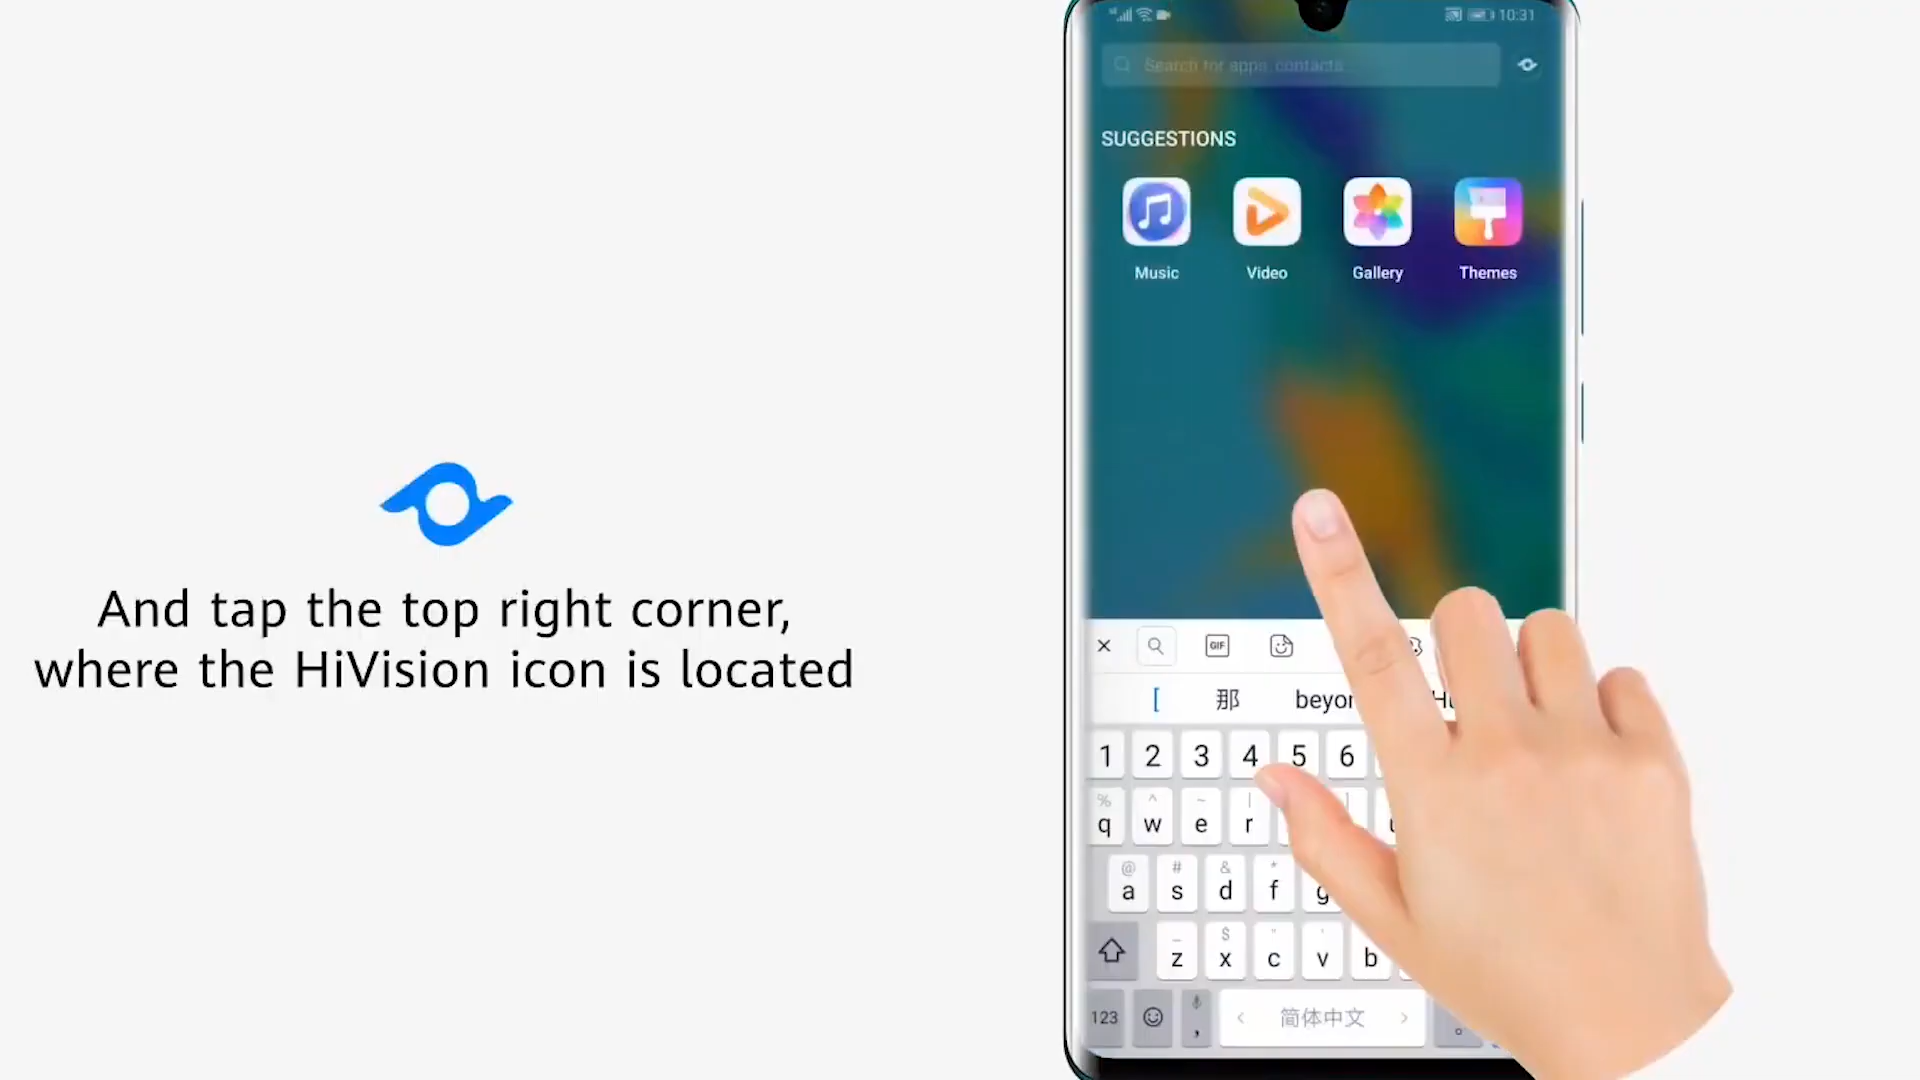 10:31
Search for apps, contacts
SUGGESTIONS
Music Video Gallery Themes
And tap the top right corner,
where the HiVision icon is located
GIF
[ 那
1 2 3 4 5 6
% ^ ~ | ]
q w e r
@ # & *
a s d f g
_ $ " '
z x c v b
123 , < 简体中文 > 。